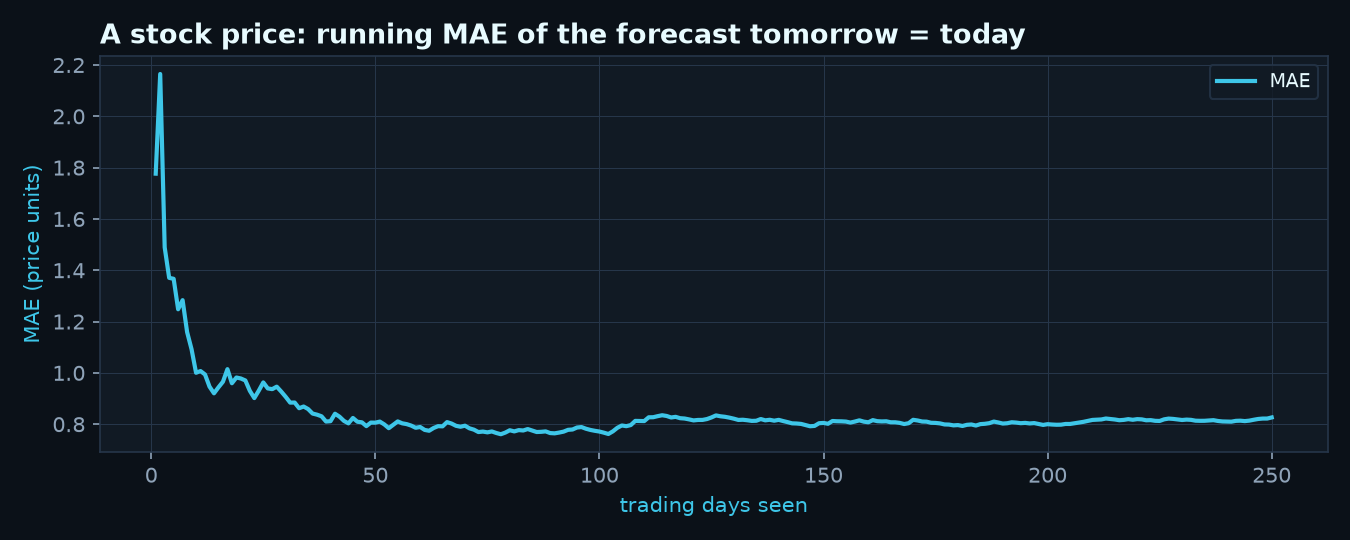 A stock price: running MAE of the forecast tomorrow = today
MAE
MAE (price units)
2.2
2.0
1.8
1.6
1.4
1.2
1.0
0.8
0 50 100 150 200 250
trading days seen